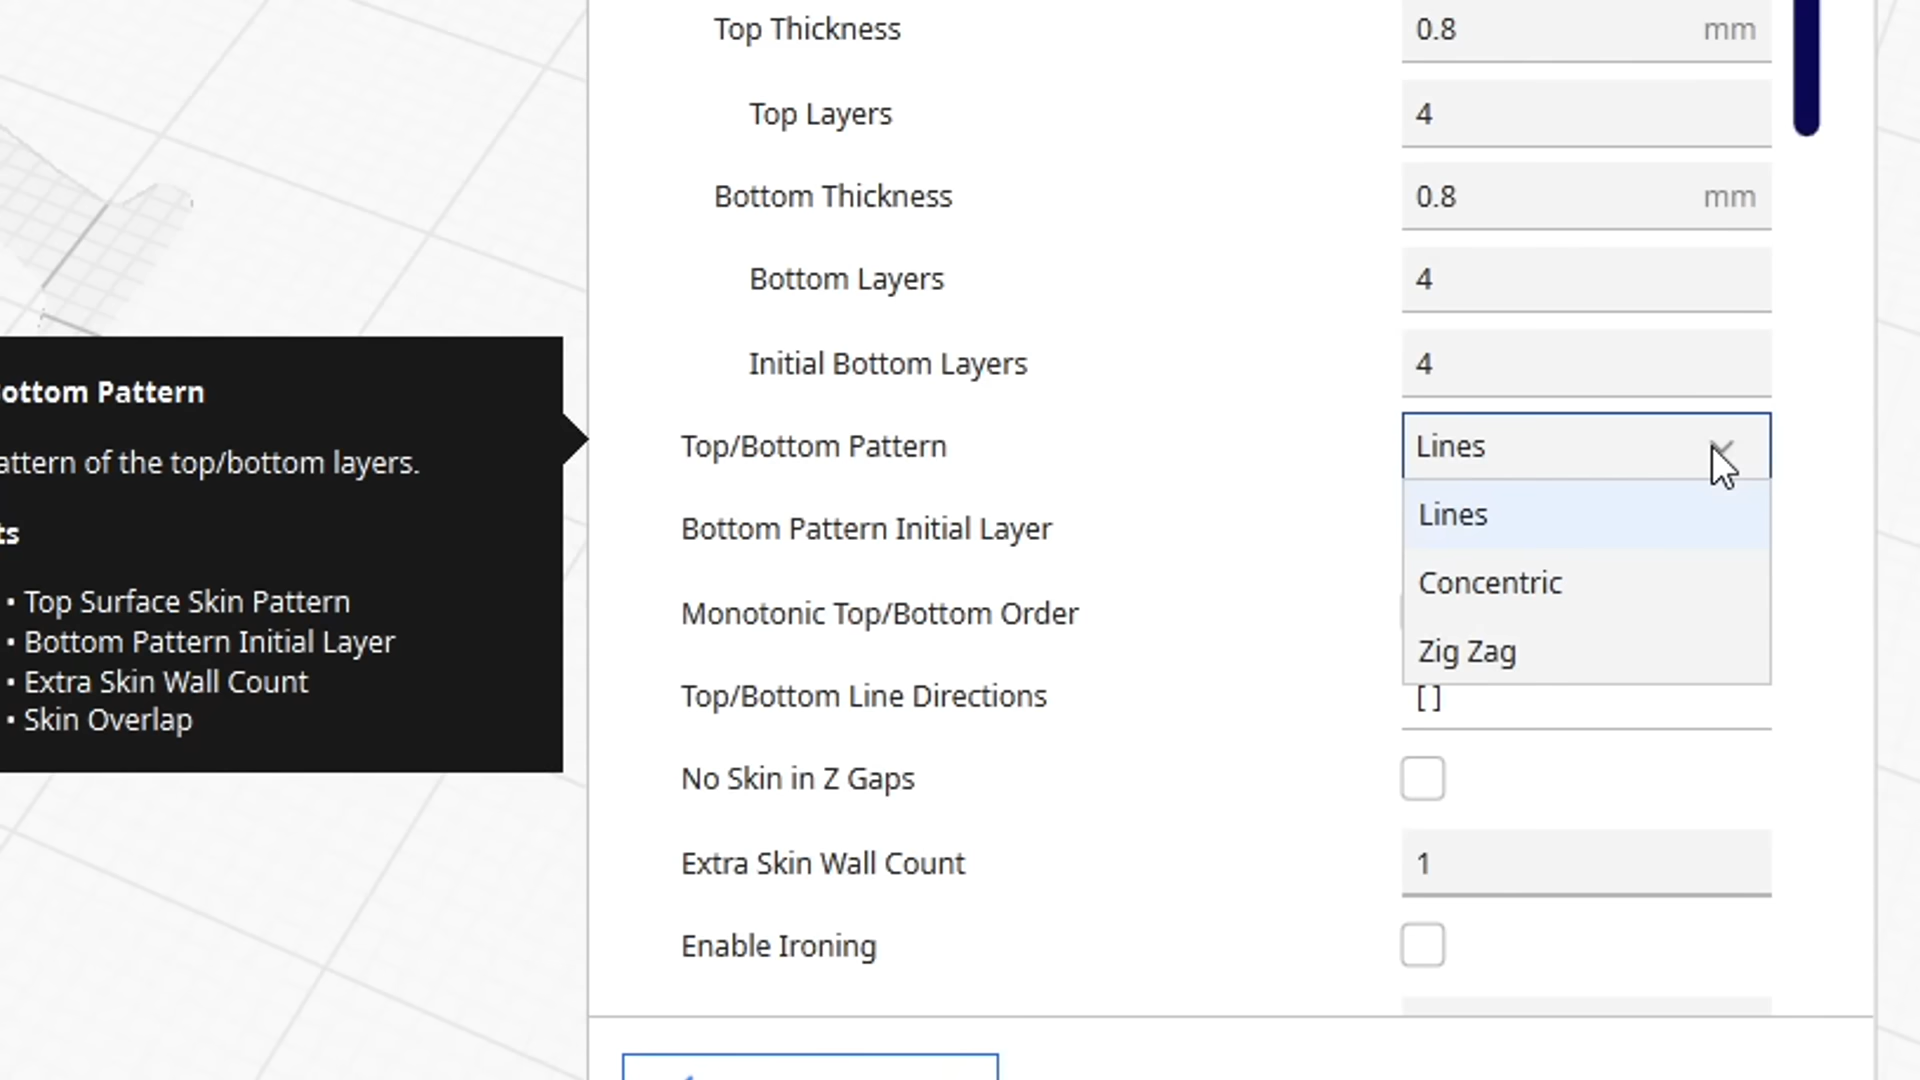 Top Thickness 0.8 mm
Top Layers 4
Bottom Thickness 0.8 mm
Bottom Layers 4
Initial Bottom Layers 4
Top/Bottom Pattern Lines
Lines
Concentric
Zig Zag
Bottom Pattern Initial Layer
Monotonic Top/Bottom Order
Top/Bottom Line Directions []
No Skin in Z Gaps
Extra Skin Wall Count 1
Enable Ironing
ottom Pattern
attern of the top/bottom layers.
ts
• Top Surface Skin Pattern
• Bottom Pattern Initial Layer
• Extra Skin Wall Count
• Skin Overlap